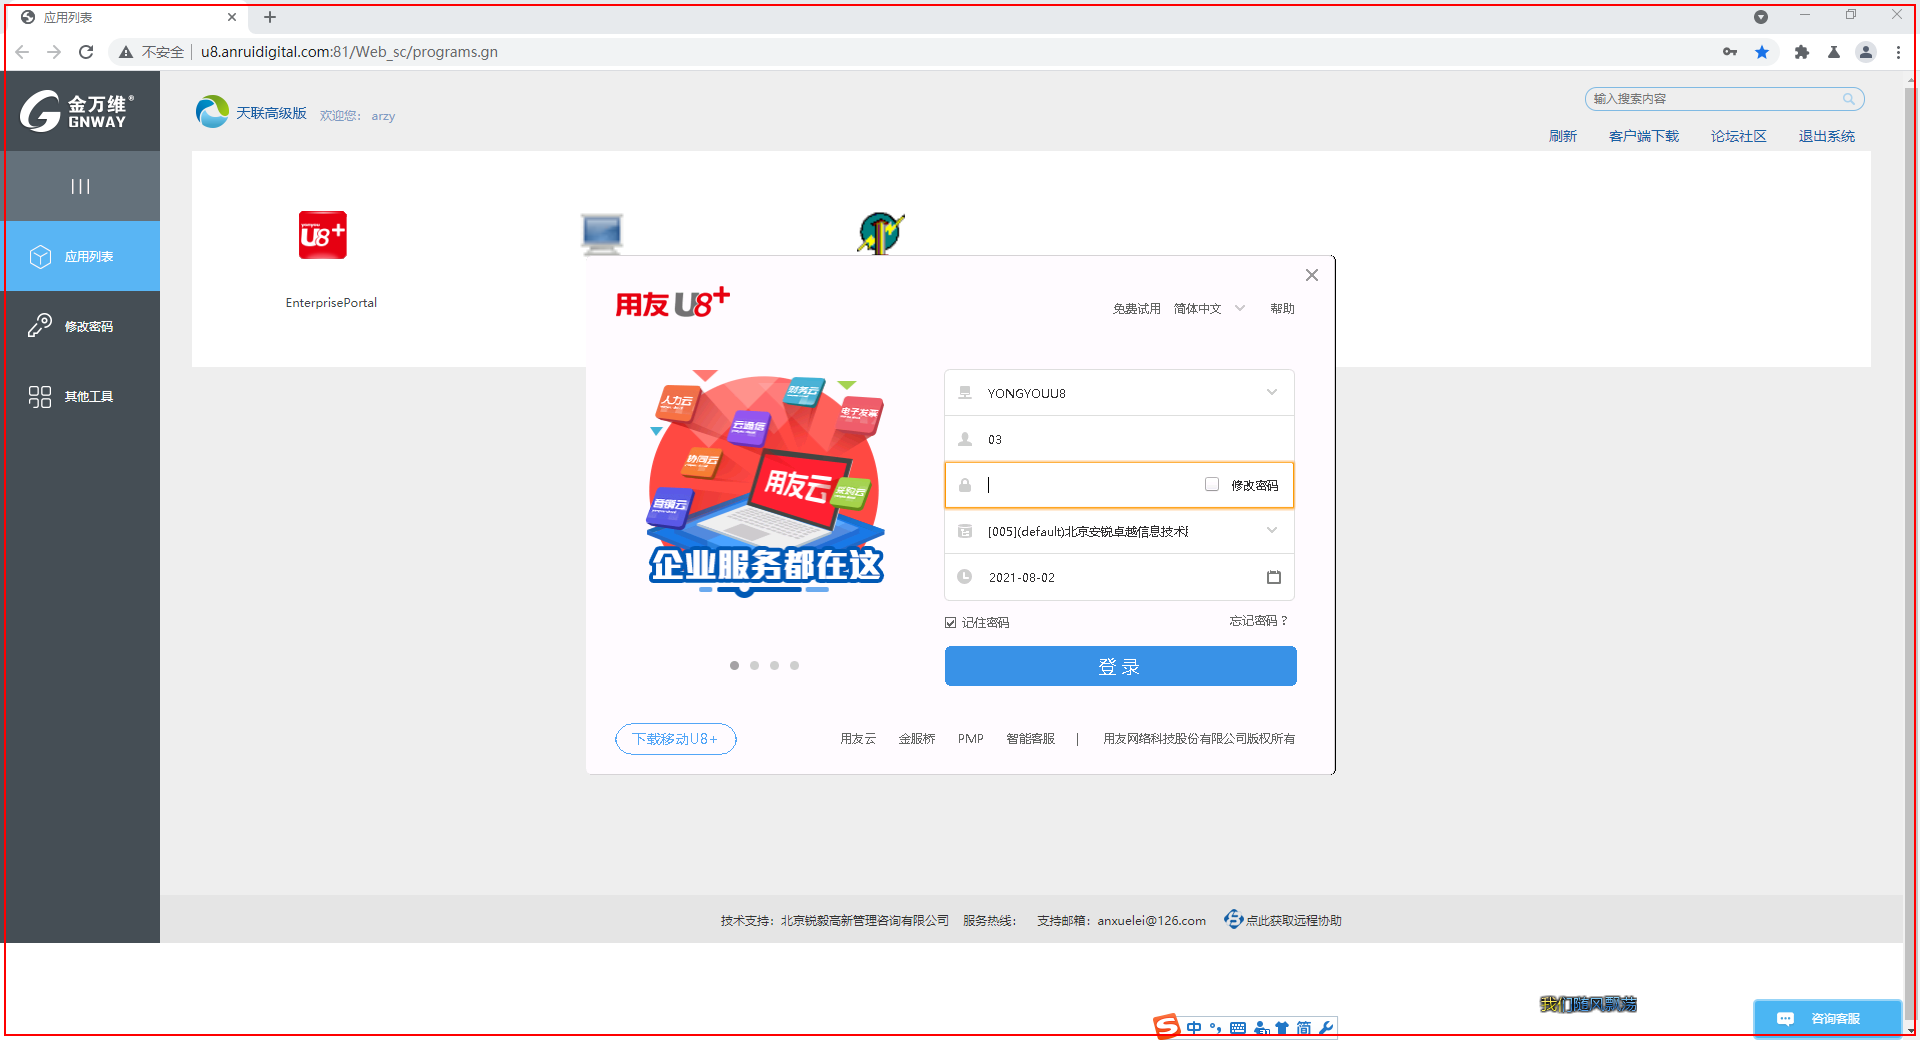 应用列表
不安全
u8.anruidigital.com:81/Web_sc/programs.gn
金万维®
GNWAY
天联高级版
欢迎您： arzy
输入搜索内容
刷新 客户端下载 论坛社区 退出系统
应用列表
修改密码
其他工具
U8+
EnterprisePortal
用友 U8+
免费试用 简体中文 帮助
人力云
财务云
电子发票
云通信
协同云
用友云
采购云
营销云
企业服务都在这
YONGYOUU8
03
修改密码
[005](default)北京安锐卓越信息技术
2021-08-02
记住密码
忘记密码？
登录
下载移动U8+
用友云 金服桥 PMP 智能客服 | 用友网络科技股份有限公司版权所有
技术支持：北京锐毅高新管理咨询有限公司 服务热线： 支持邮箱：anxuelei@126.com 点此获取远程协助
我们随风飘荡
中 简
咨询客服